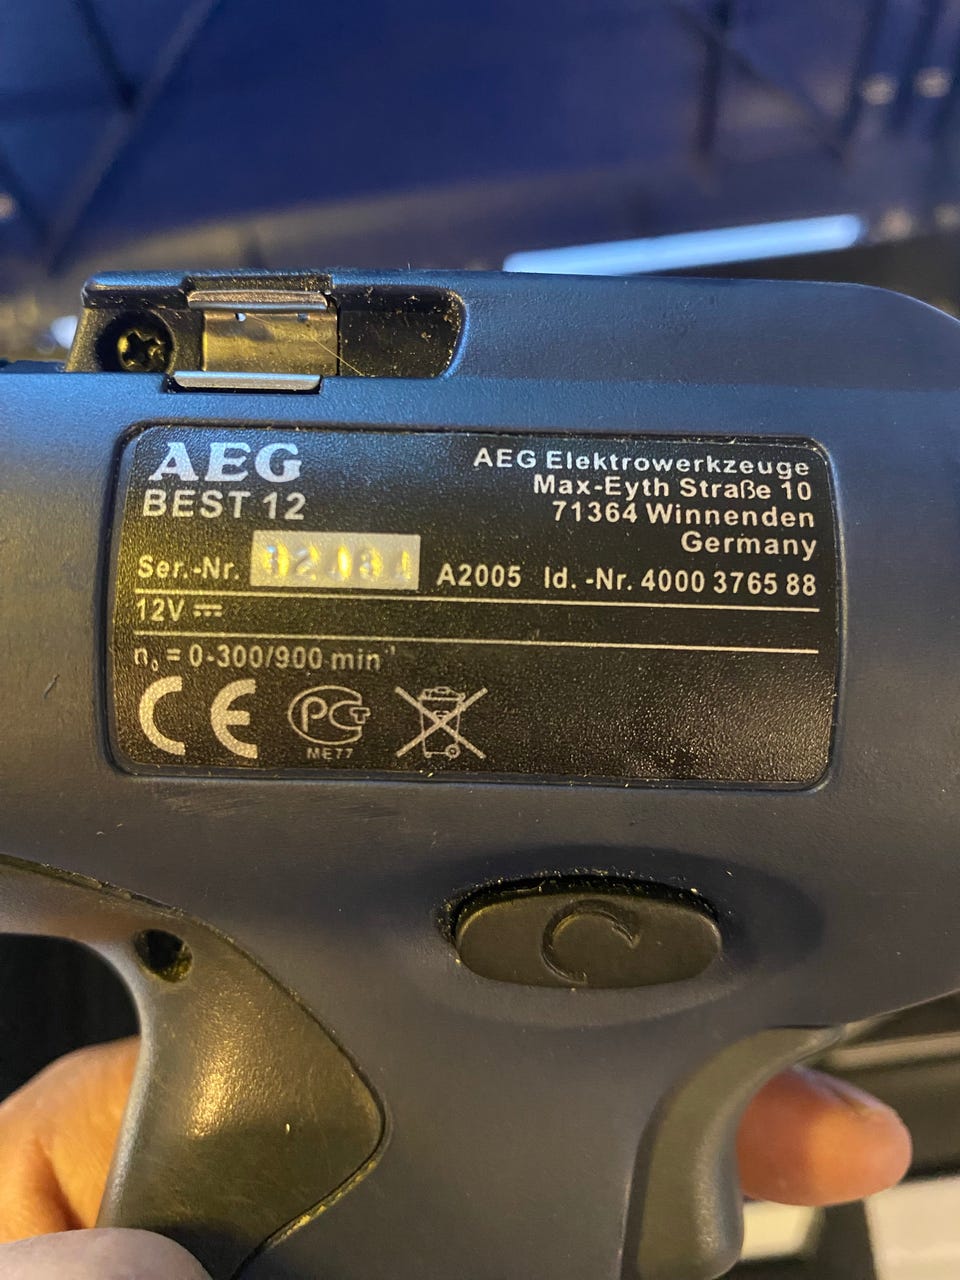 AEG
BEST 12
AEG Elektrowerkzeuge
Max-Eyth Straße 10
71364 Winnenden
Germany
Ser.-Nr. A2005 Id. -Nr. 4000 3765 88
12V ⎓
n₀ = 0-300/900 min⁻¹
CE PCT
ME77